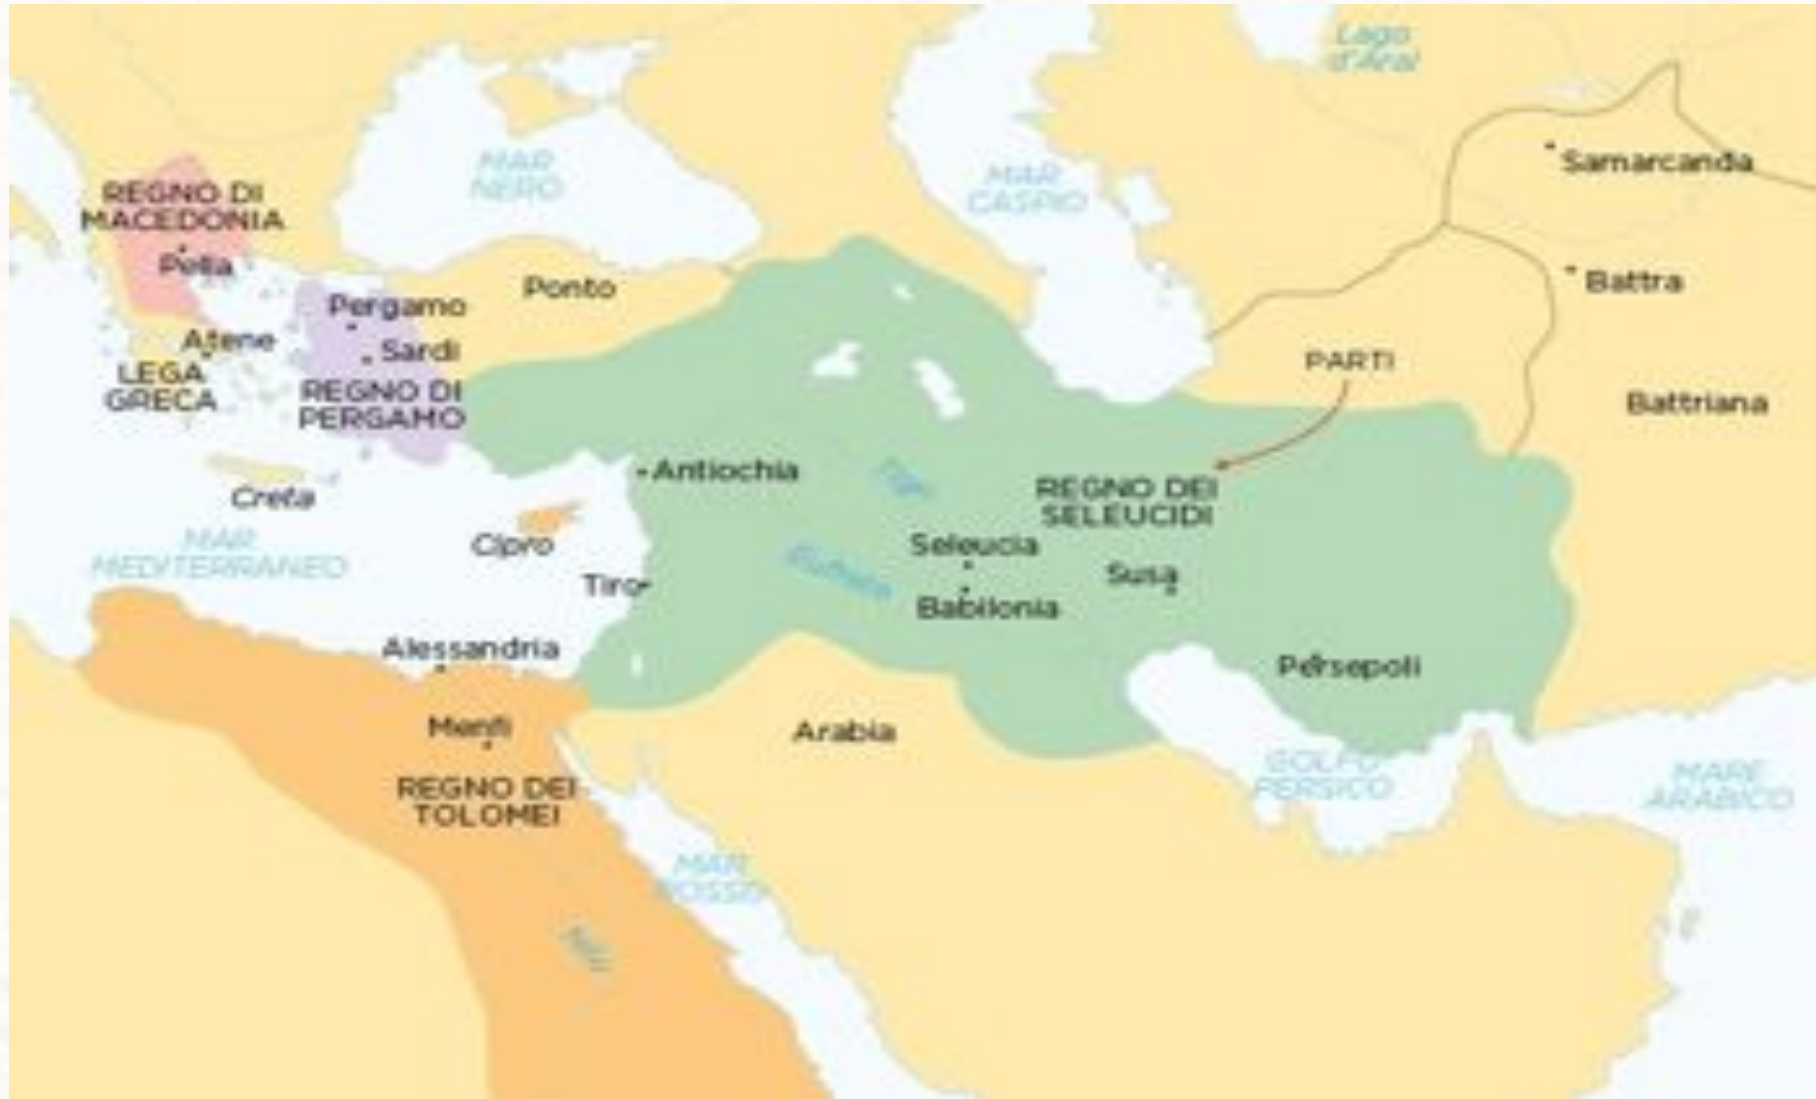 Lago
d'Aral
MAR
NERO
MAR
CASPIO
Samarcanda
REGNO DI
MACEDONIA
Pella
Ponto
Battra
Pergamo
Atene
Sardi
PARTI
LEGA
GRECA
REGNO DI
PERGAMO
Battriana
Antiochia
Creta
REGNO DEI
SELEUCIDI
MAR
MEDITERRANEO
Cipro
Seleucia
Tiro
Eufrate
Susa
Babilonia
Alessandria
Persepoli
Menfi
Arabia
REGNO DEI
TOLOMEI
GOLFO
PERSICO
MARE
ARABICO
MAR
ROSSO